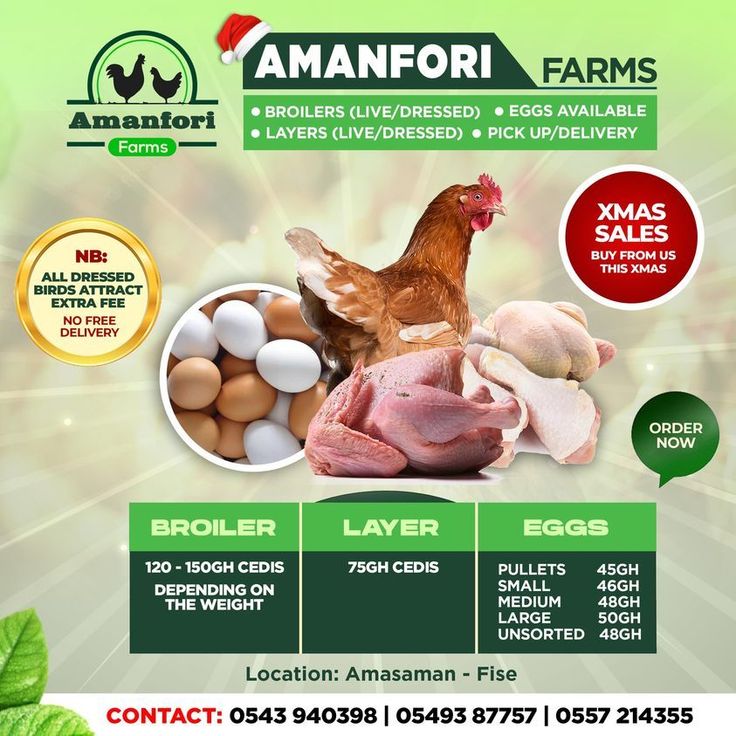 Amanfori
Farms
AMANFORI FARMS
• BROILERS (LIVE/DRESSED) • EGGS AVAILABLE
• LAYERS (LIVE/DRESSED) • PICK UP/DELIVERY
XMAS
SALES
BUY FROM US
THIS XMAS
NB:
ALL DRESSED
BIRDS ATTRACT
EXTRA FEE
NO FREE
DELIVERY
ORDER
NOW
BROILER
120 - 150GH CEDIS
DEPENDING ON
THE WEIGHT
LAYER
75GH CEDIS
EGGS
PULLETS 45GH
SMALL 46GH
MEDIUM 48GH
LARGE 50GH
UNSORTED 48GH
Location: Amasaman - Fise
CONTACT: 0543 940398 | 05493 87757 | 0557 214355